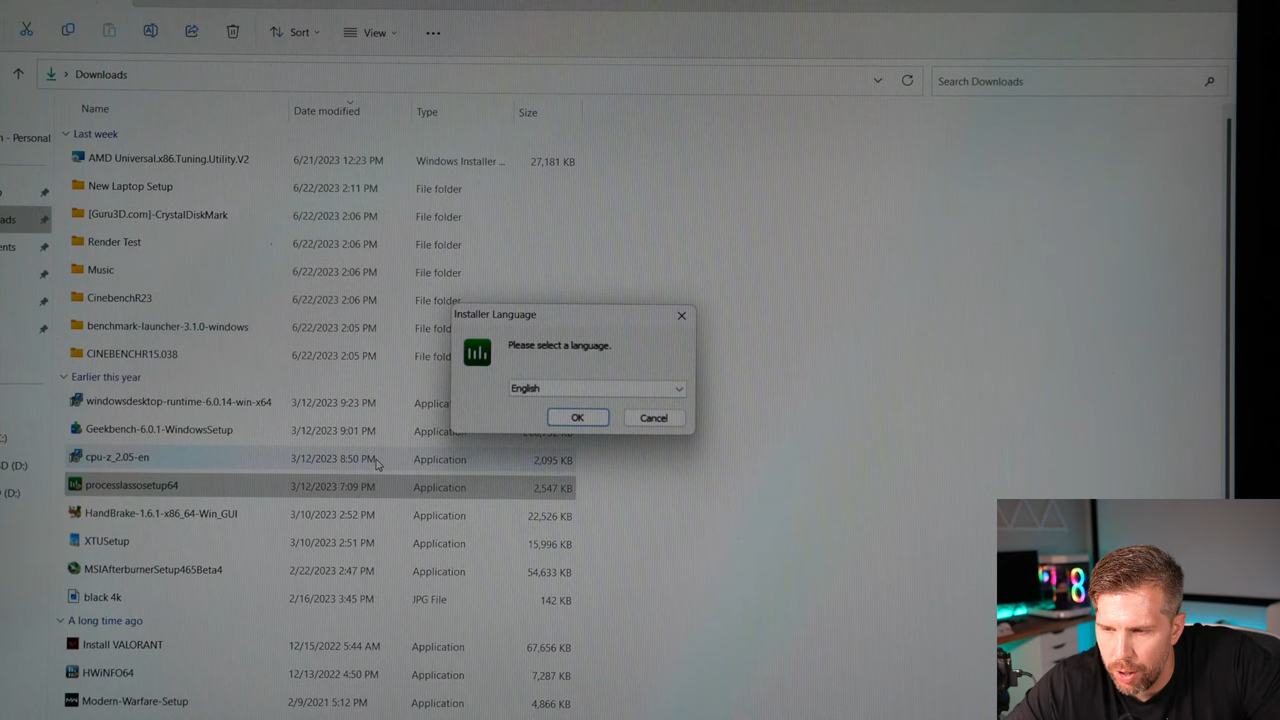 Sort View
Downloads Search Downloads
Name Date modified Type Size
n - Personal Last week
AMD Universal.x86.Tuning.Utility.V2 6/21/2023 12:23 PM Windows Installer ... 27,181 KB
New Laptop Setup 6/22/2023 2:11 PM File folder
ads [Guru3D.com]-CrystalDiskMark 6/22/2023 2:06 PM File folder
ents Render Test 6/22/2023 2:06 PM File folder
Music 6/22/2023 2:06 PM File folder
CinebenchR23 6/22/2023 2:06 PM File folder
benchmark-launcher-3.1.0-windows 6/22/2023 2:05 PM File fold
CINEBENCHR15.038 6/22/2023 2:05 PM File fold
Earlier this year
windowsdesktop-runtime-6.0.14-win-x64 3/12/2023 9:23 PM Applica
:) Geekbench-6.0.1-WindowsSetup 3/12/2023 9:01 PM Applica
D (D:) cpu-z_2.05-en 3/12/2023 8:50 PM Application 2,095 KB
(D:) processlassosetup64 3/12/2023 7:09 PM Application 2,547 KB
HandBrake-1.6.1-x86_64-Win_GUI 3/10/2023 2:52 PM Application 22,526 KB
XTUSetup 3/10/2023 2:51 PM Application 15,996 KB
MSIAfterburnerSetup465Beta4 2/22/2023 2:47 PM Application 54,633 KB
black 4k 2/16/2023 3:45 PM JPG File 142 KB
A long time ago
Install VALORANT 12/15/2022 5:44 AM Application 67,656 KB
HWiNFO64 12/13/2022 4:50 PM Application 7,287 KB
Modern-Warfare-Setup 2/9/2021 5:12 PM Application 4,866 KB
Installer Language
Please select a language.
English
OK Cancel